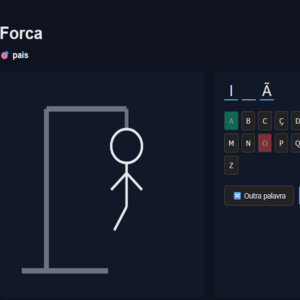 Forca
🎯 pais
I _ Ã
A B C Ç D
M N O P Q
Z
Outra palavra